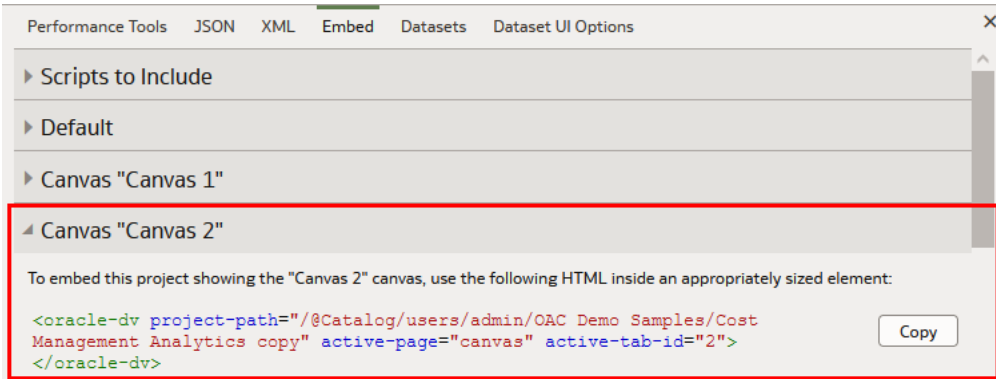 Performance Tools JSON XML Embed Datasets Dataset UI Options
Scripts to Include
Default
Canvas "Canvas 1"
Canvas "Canvas 2"
To embed this project showing the "Canvas 2" canvas, use the following HTML inside an appropriately sized element:
<oracle-dv project-path="/@Catalog/users/admin/OAC Demo Samples/Cost
Management Analytics copy" active-page="canvas" active-tab-id="2">
</oracle-dv>
Copy